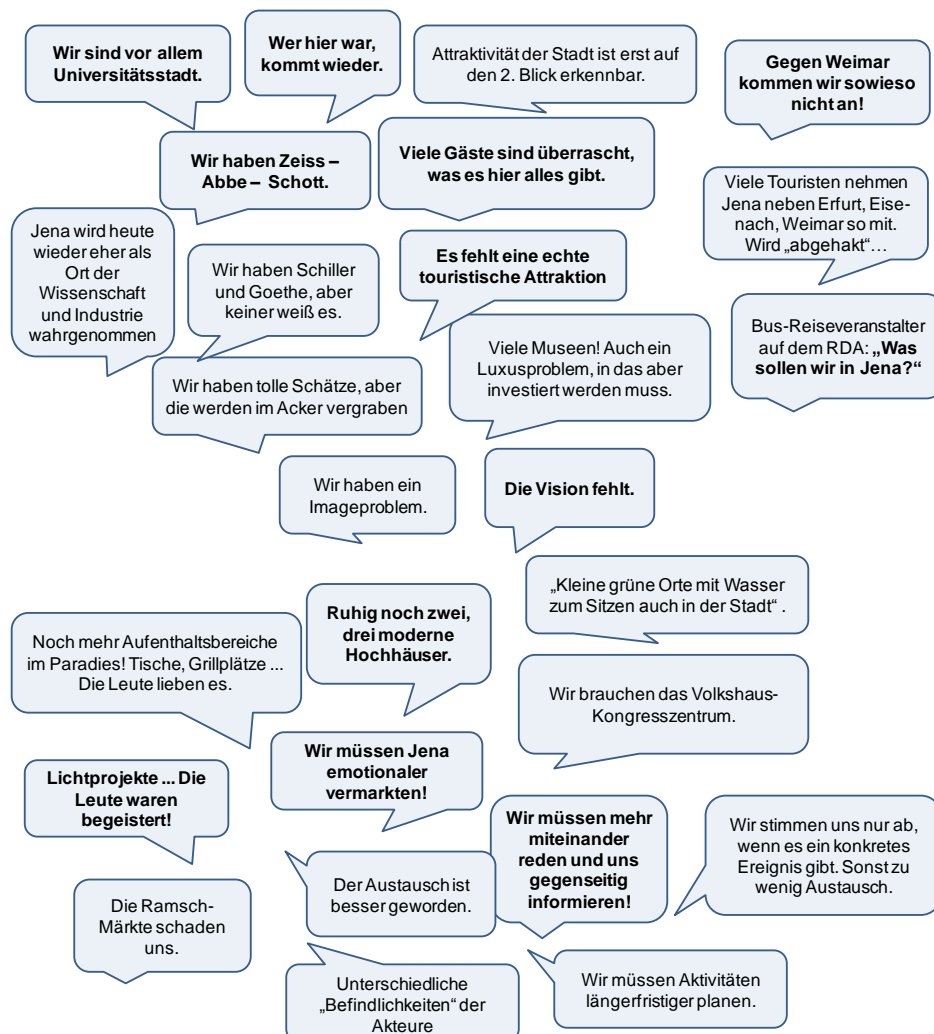 Wir sind vor allem
Universitätsstadt.
Wer hier war,
kommt wieder.
Attraktivität der Stadt ist erst auf
den 2. Blick erkennbar.
Gegen Weimar
kommen wir sowieso
nicht an!
Wir haben Zeiss –
Abbe – Schott.
Viele Gäste sind überrascht,
was es hier alles gibt.
Viele Touristen nehmen
Jena neben Erfurt, Eise-
nach, Weimar so mit.
Wird „abgehakt“…
Jena wird heute
wieder eher als
Ort der
Wissenschaft
und Industrie
wahrgenommen
Wir haben Schiller
und Goethe, aber
keiner weiß es.
Es fehlt eine echte
touristische Attraktion
Bus-Reiseveranstalter
auf dem RDA: „Was
sollen wir in Jena?“
Viele Museen! Auch ein
Luxusproblem, in das aber
investiert werden muss.
Wir haben tolle Schätze, aber
die werden im Acker vergraben
Wir haben ein
Imageproblem.
Die Vision fehlt.
„Kleine grüne Orte mit Wasser
zum Sitzen auch in der Stadt“ .
Ruhig noch zwei,
drei moderne
Hochhäuser.
Noch mehr Aufenthaltsbereiche
im Paradies! Tische, Grillplätze ...
Die Leute lieben es.
Wir brauchen das Volkshaus-
Kongresszentrum.
Wir müssen Jena
emotionaler
vermarkten!
Lichtprojekte ... Die
Leute waren
begeistert!
Wir müssen mehr
miteinander
reden und uns
gegenseitig
informieren!
Wir stimmen uns nur ab,
wenn es ein konkretes
Ereignis gibt. Sonst zu
wenig Austausch.
Der Austausch ist
besser geworden.
Die Ramsch-
Märkte schaden
uns.
Unterschiedliche
„Befindlichkeiten“ der
Akteure
Wir müssen Aktivitäten
längerfristiger planen.